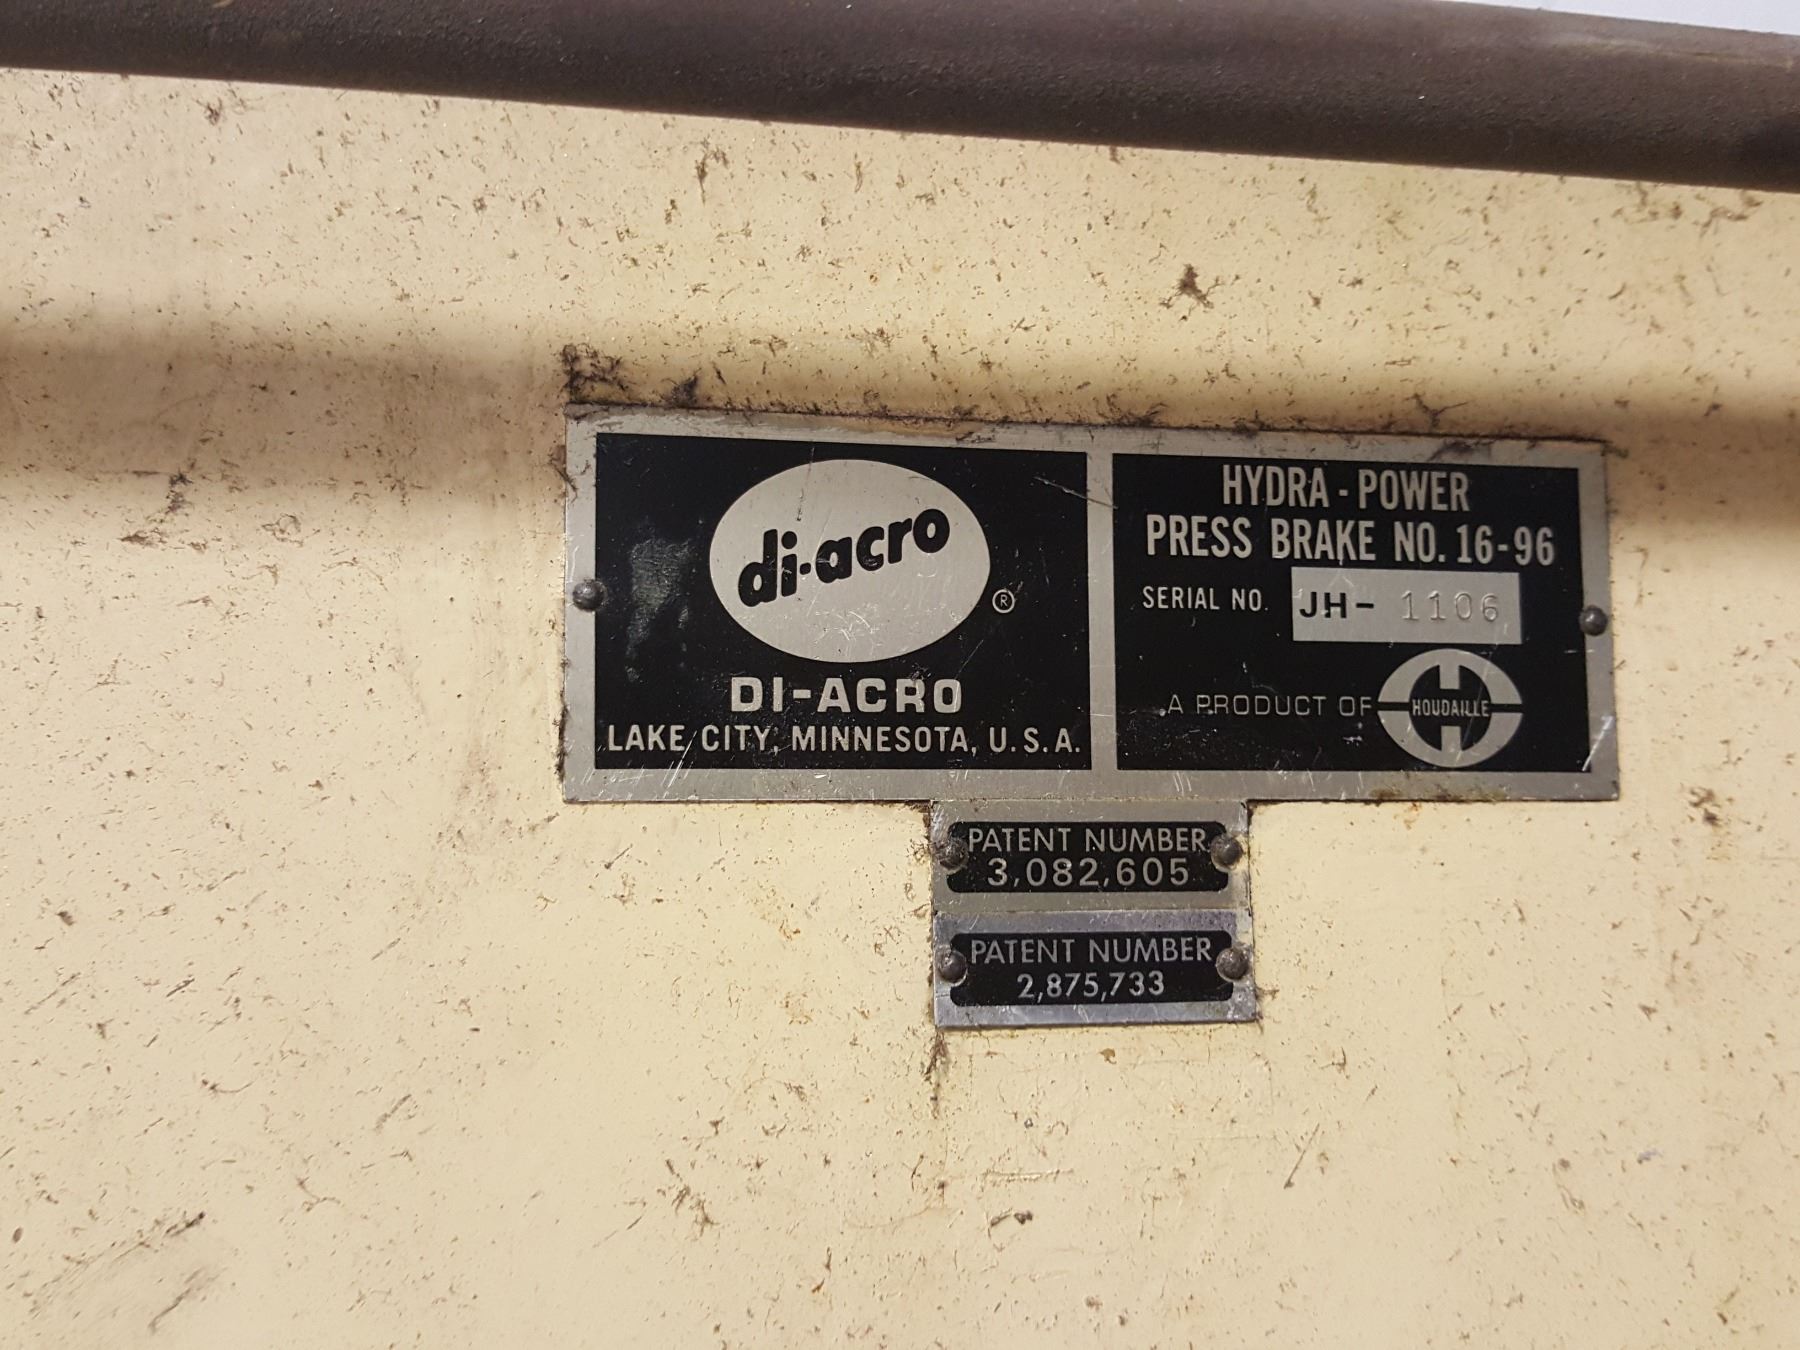 di-acro
®
DI-ACRO
LAKE CITY, MINNESOTA, U.S.A.
HYDRA - POWER
PRESS BRAKE NO. 16-96
SERIAL NO. JH- 1106
A PRODUCT OF HOUDAILLE
PATENT NUMBER
3,082,605
PATENT NUMBER
2,875,733